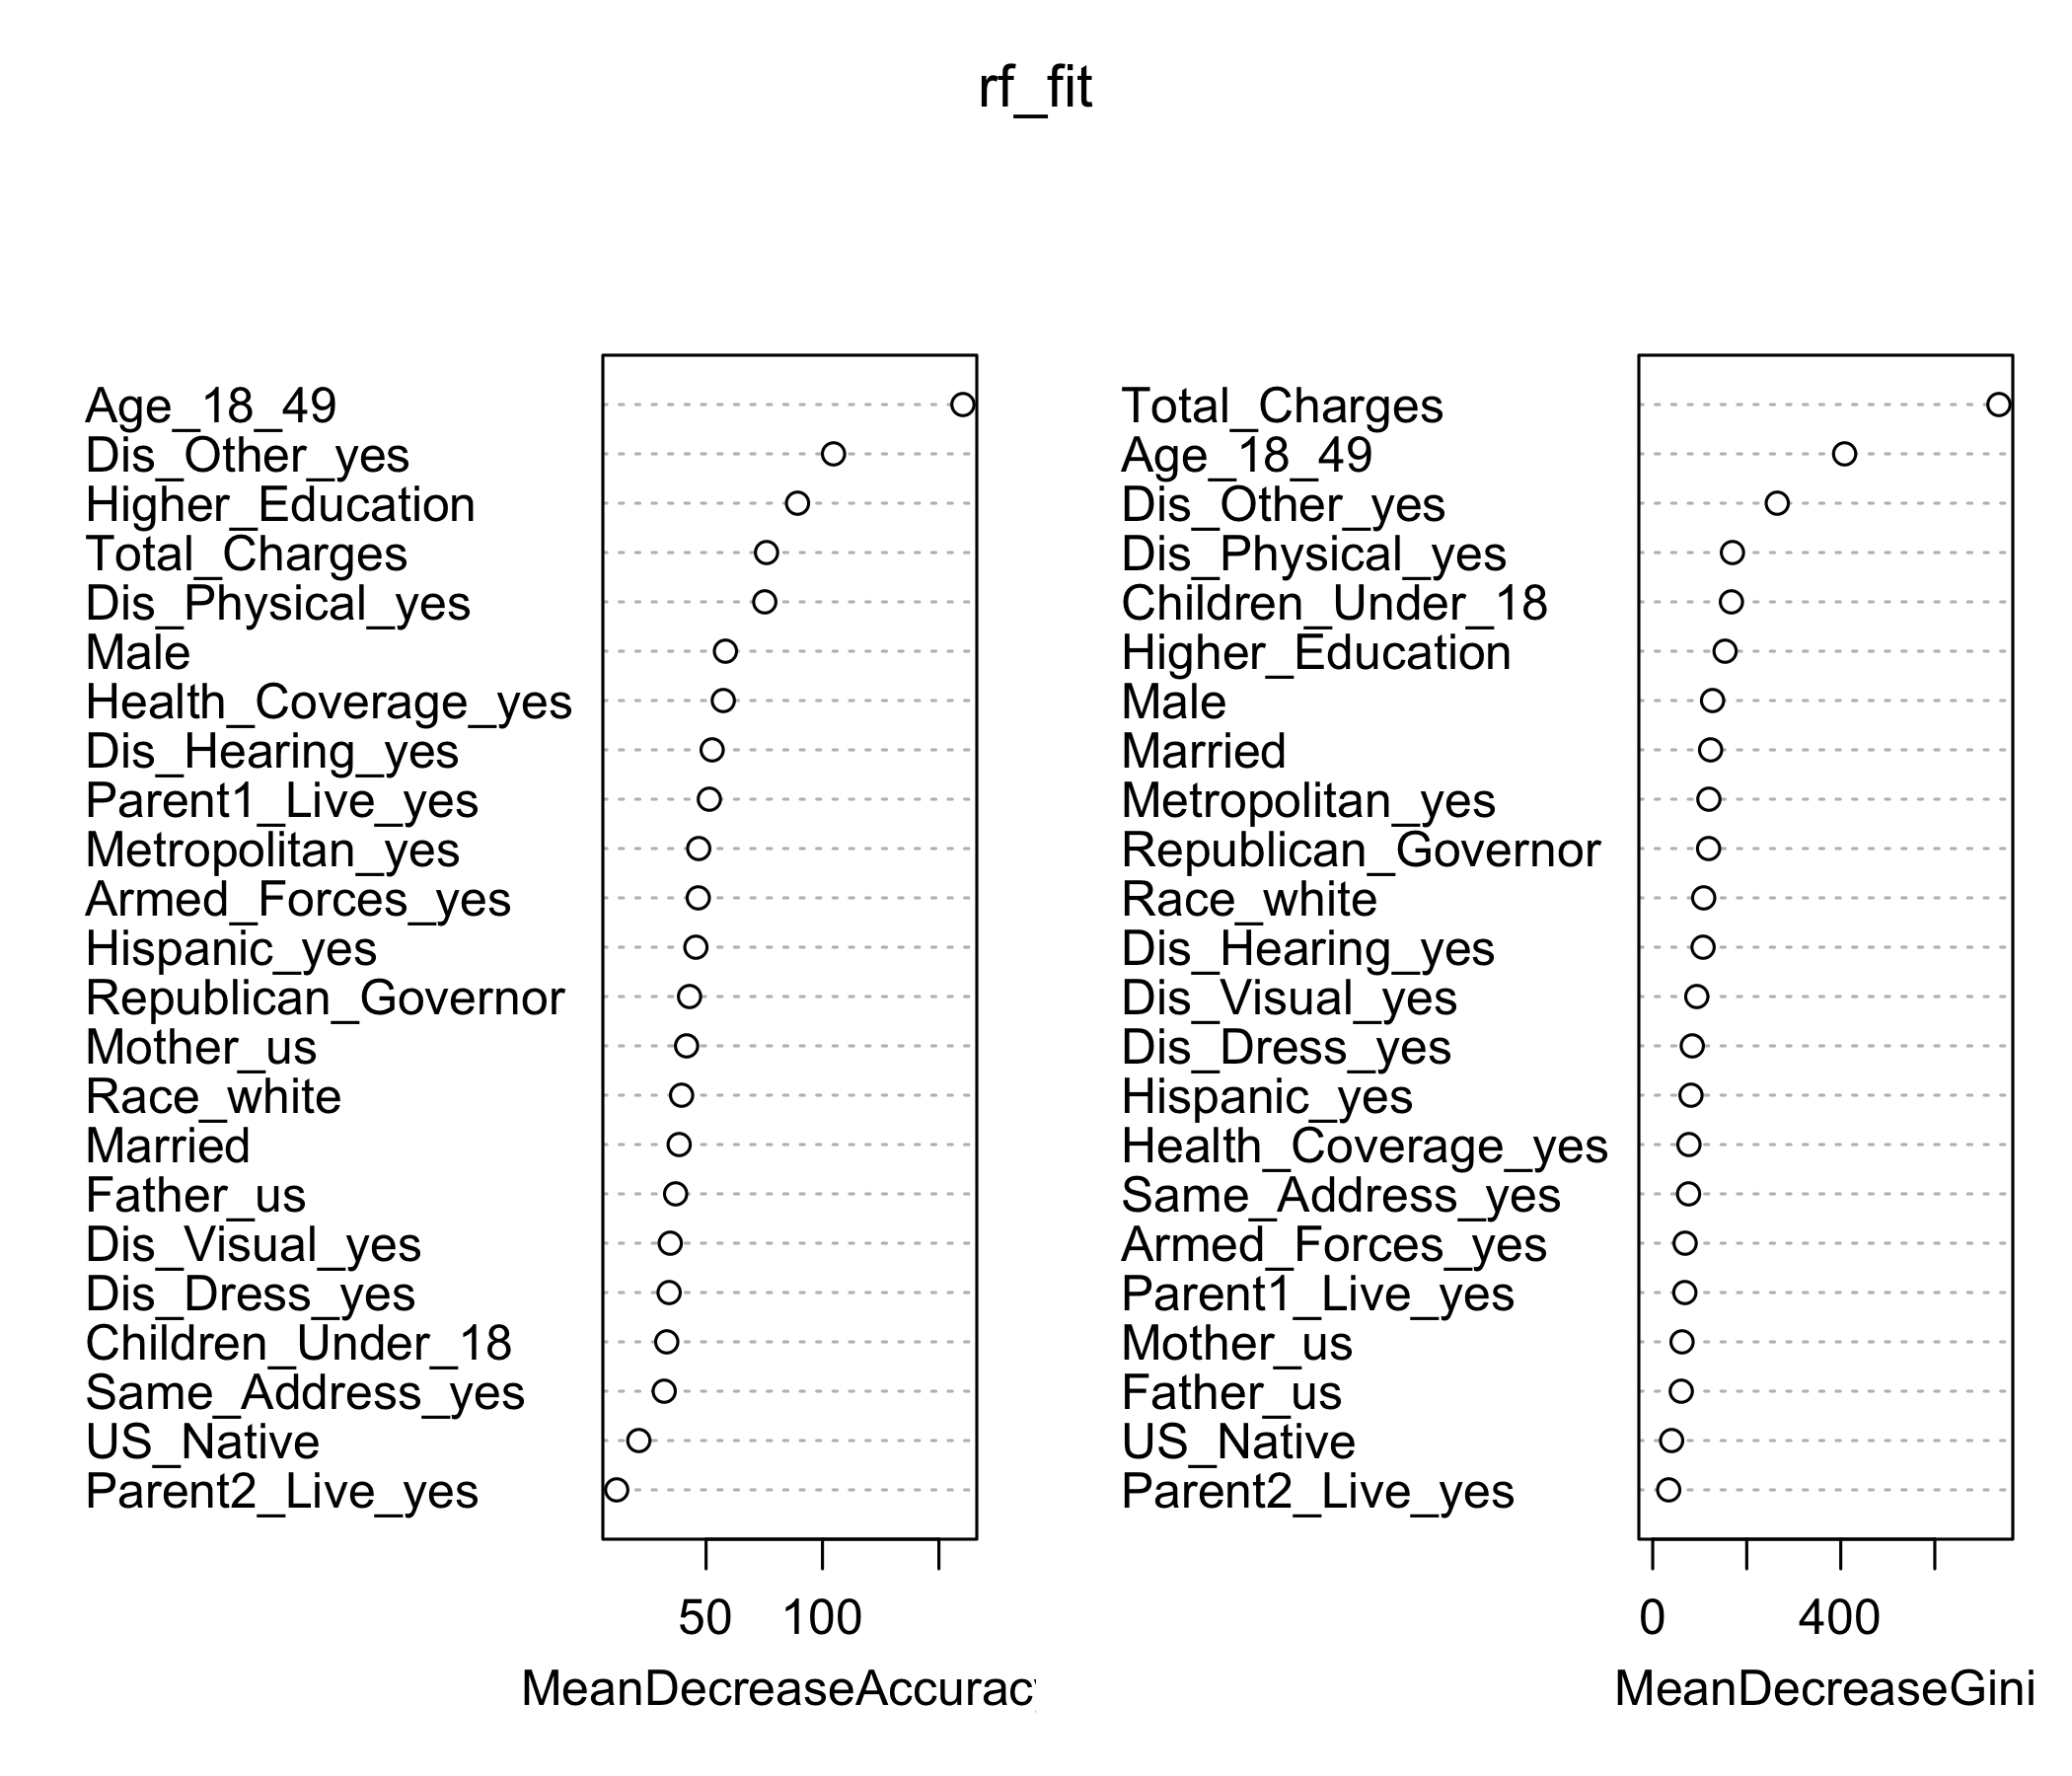 rf_fit
Age_18_49
Dis_Other_yes
Higher_Education
Total_Charges
Dis_Physical_yes
Male
Health_Coverage_yes
Dis_Hearing_yes
Parent1_Live_yes
Metropolitan_yes
Armed_Forces_yes
Hispanic_yes
Republican_Governor
Mother_us
Race_white
Married
Father_us
Dis_Visual_yes
Dis_Dress_yes
Children_Under_18
Same_Address_yes
US_Native
Parent2_Live_yes
50 100
MeanDecreaseAccurac
Total_Charges
Age_18_49
Dis_Other_yes
Dis_Physical_yes
Children_Under_18
Higher_Education
Male
Married
Metropolitan_yes
Republican_Governor
Race_white
Dis_Hearing_yes
Dis_Visual_yes
Dis_Dress_yes
Hispanic_yes
Health_Coverage_yes
Same_Address_yes
Armed_Forces_yes
Parent1_Live_yes
Mother_us
Father_us
US_Native
Parent2_Live_yes
0 400
MeanDecreaseGini